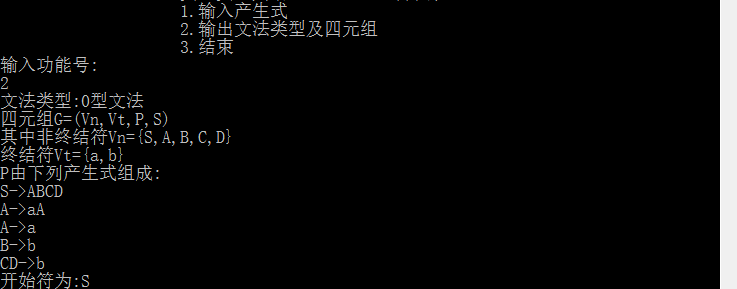 1.输入产生式
2.输出文法类型及四元组
3.结束
输入功能号:
2
文法类型:0型文法
四元组G=(Vn,Vt,P,S)
其中非终结符Vn={S,A,B,C,D}
终结符Vt={a,b}
P由下列产生式组成:
S->ABCD
A->aA
A->a
B->b
CD->b
开始符为:S